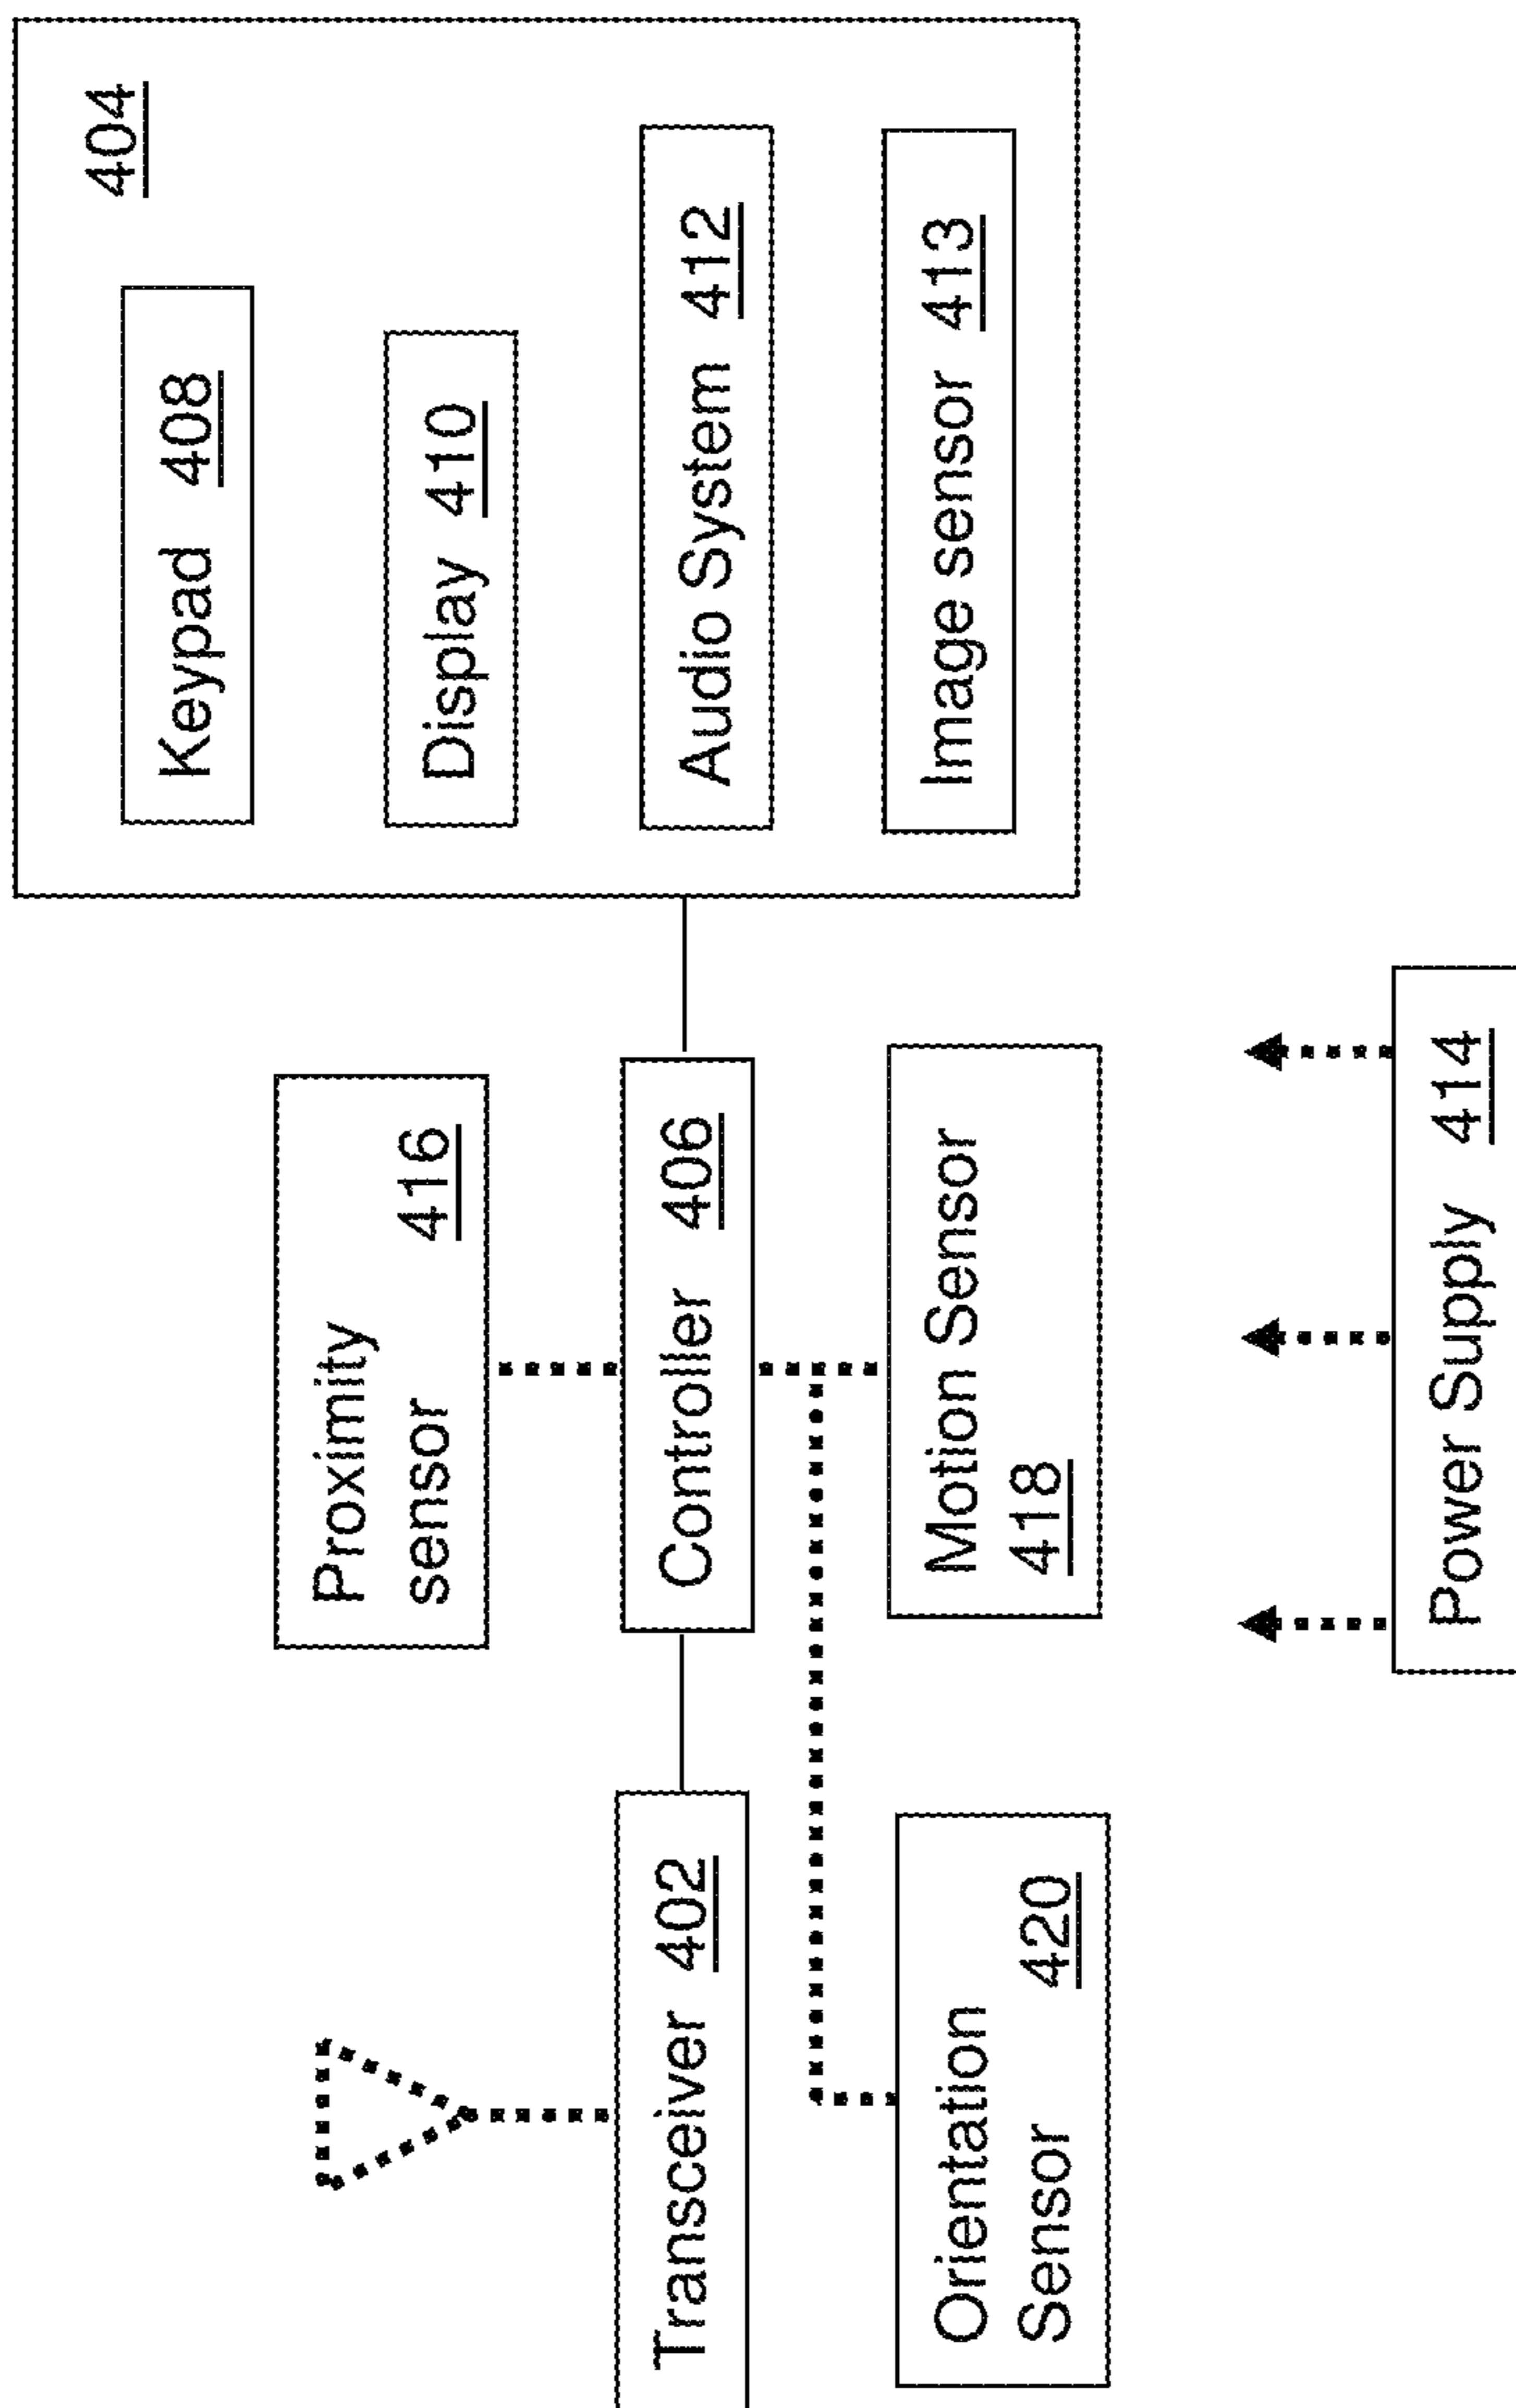 404
Keypad 408
Display 410
Audio System 412
Image sensor 413
Proximity
sensor 416
Controller 406
Motion Sensor
418
Transceiver 402
Orientation
Sensor 420
Power Supply 414